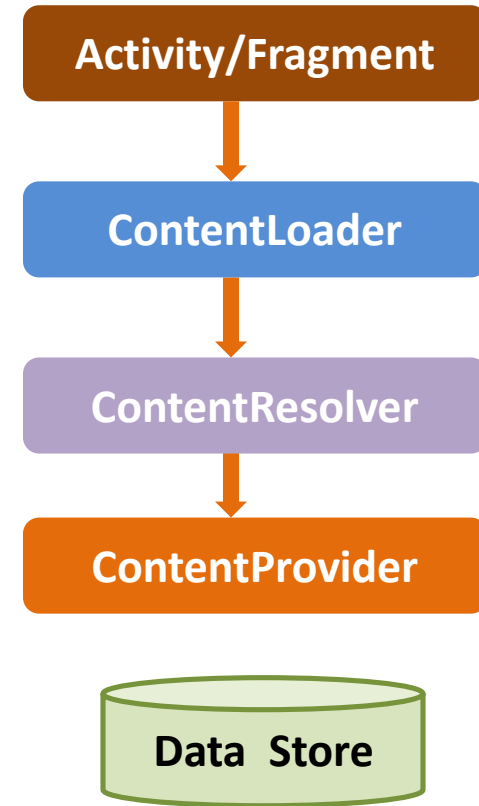 Activity/Fragment
ContentLoader
ContentResolver
ContentProvider
Data Store